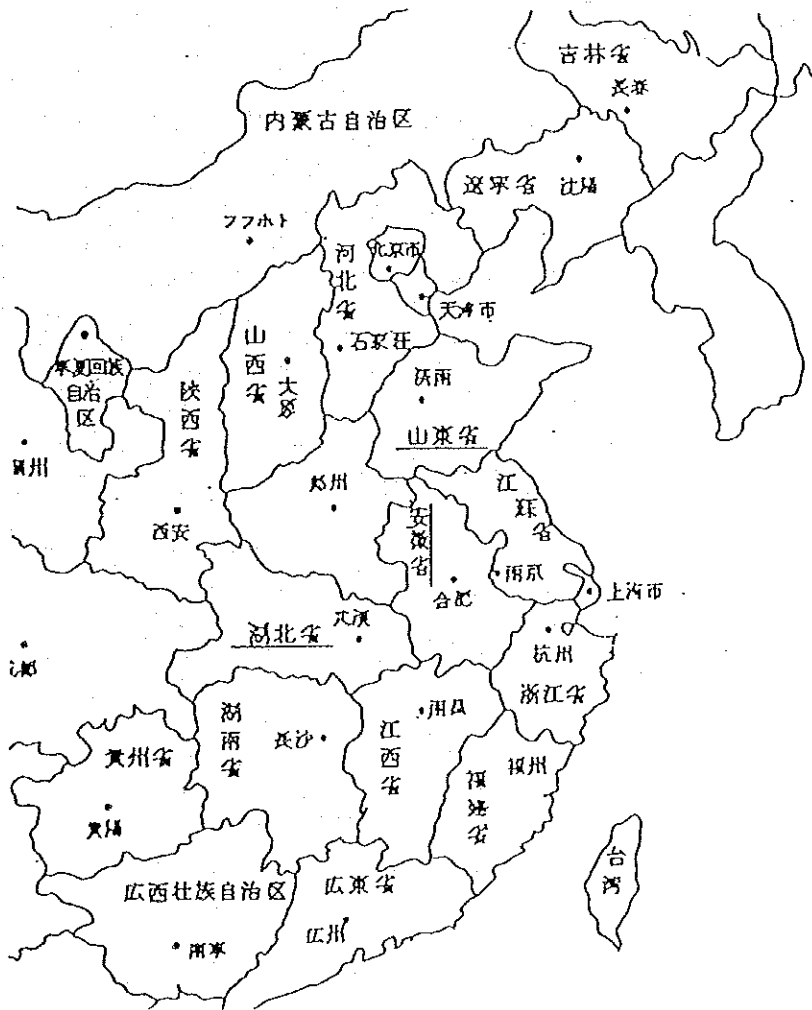 吉林省
長春
内蒙古自治区
遼寧省
沈陽
フフホト
河北省
北京市
天津市
石家荘
山西省
太原
寧夏回族
自治区
陝西省
済南
山東省
蘭州
西安
鄭州
安徽省
合肥
江蘇省
南京
上海市
湖北省
武漢
杭州
浙江省
成都
湖南省
長沙
江西省
南昌
貴州省
貴陽
福建省
福州
台湾
広西壮族自治区
南寧
広東省
広州